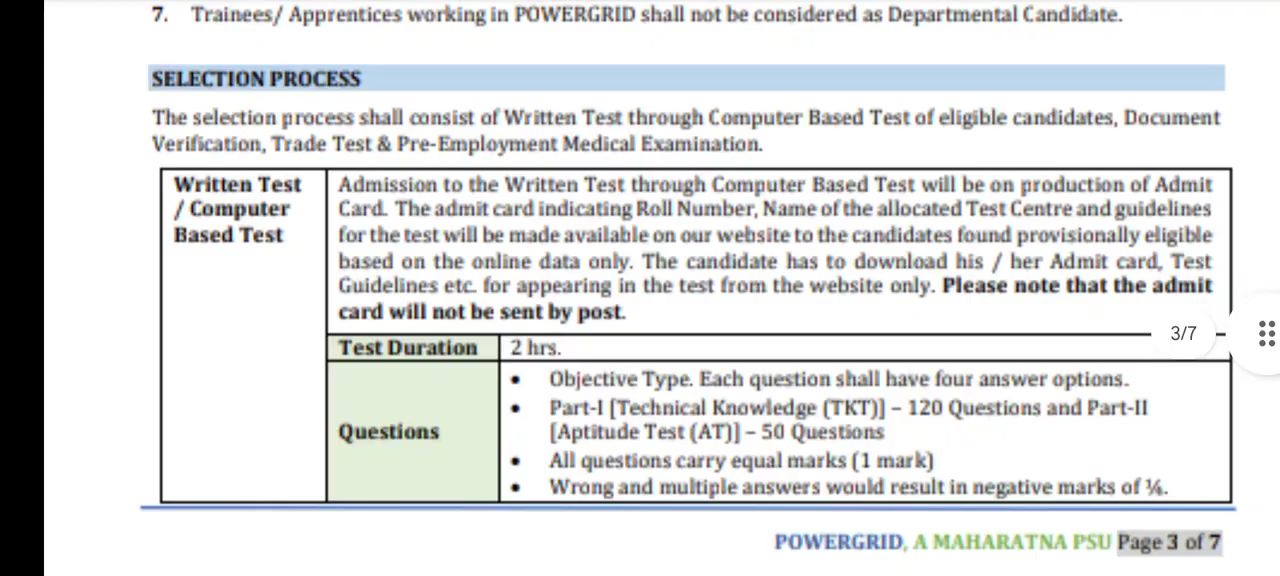 7. Trainees/ Apprentices working in POWERGRID shall not be considered as Departmental Candidate.
SELECTION PROCESS
The selection process shall consist of Written Test through Computer Based Test of eligible candidates, Document
Verification, Trade Test & Pre-Employment Medical Examination.
Written Test
/ Computer
Based Test
Admission to the Written Test through Computer Based Test will be on production of Admit
Card. The admit card indicating Roll Number, Name of the allocated Test Centre and guidelines
for the test will be made available on our website to the candidates found provisionally eligible
based on the online data only. The candidate has to download his / her Admit card, Test
Guidelines etc. for appearing in the test from the website only. Please note that the admit
card will not be sent by post.
3/7
Test Duration
2 hrs.
Questions
• Objective Type. Each question shall have four answer options.
• Part-I [Technical Knowledge (TKT)] – 120 Questions and Part-II
[Aptitude Test (AT)] – 50 Questions
• All questions carry equal marks (1 mark)
• Wrong and multiple answers would result in negative marks of
POWERGRID, A MAHARATNA PSU Page 3 of 7